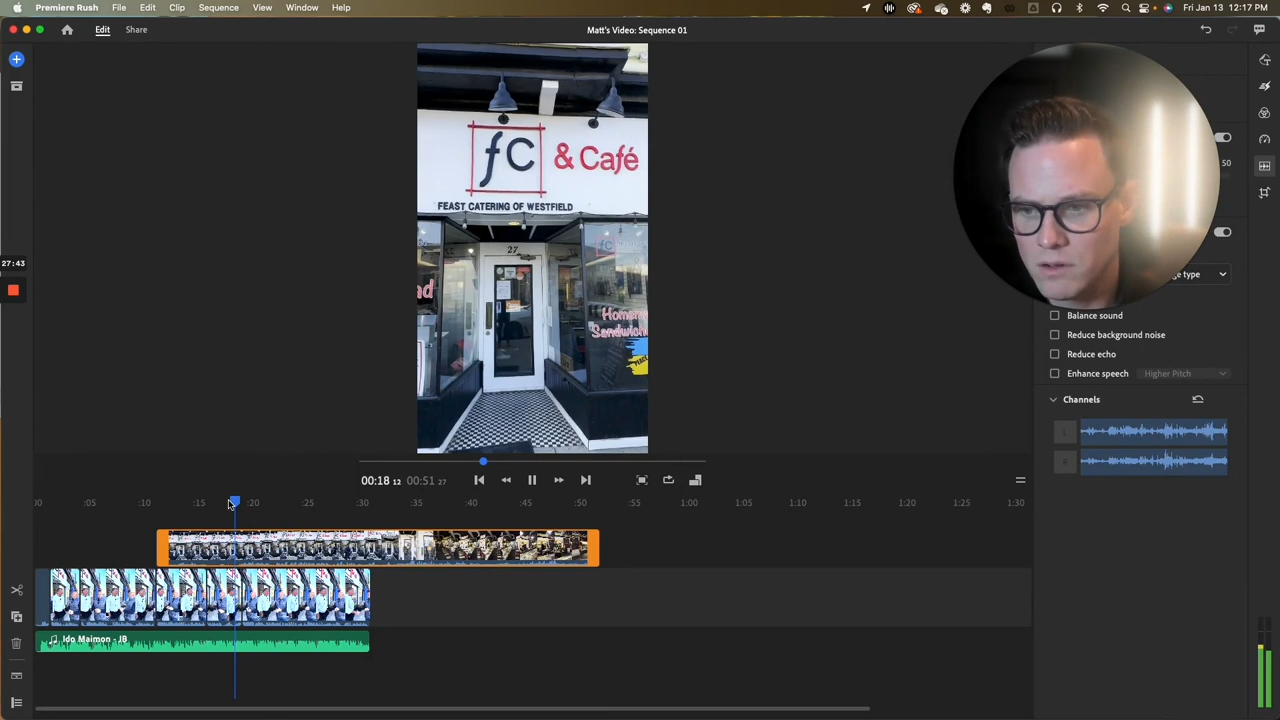 Premiere Rush File Edit Clip Sequence View Window Help Fri Jan 13 12:17 PM
Edit Share Matt's Video: Sequence 01
fC & Café
FEAST CATERING OF WESTFIELD
27
50
27:43
ge type
Balance sound
Reduce background noise
Reduce echo
Enhance speech Higher Pitch
Channels
L
R
00:18 12 00:51 27
:00 :05 :10 :15 :20 :25 :30 :35 :40 :45 :50 :55 1:00 1:05 1:10 1:15 1:20 1:25 1:30
Ido Maimon - JB